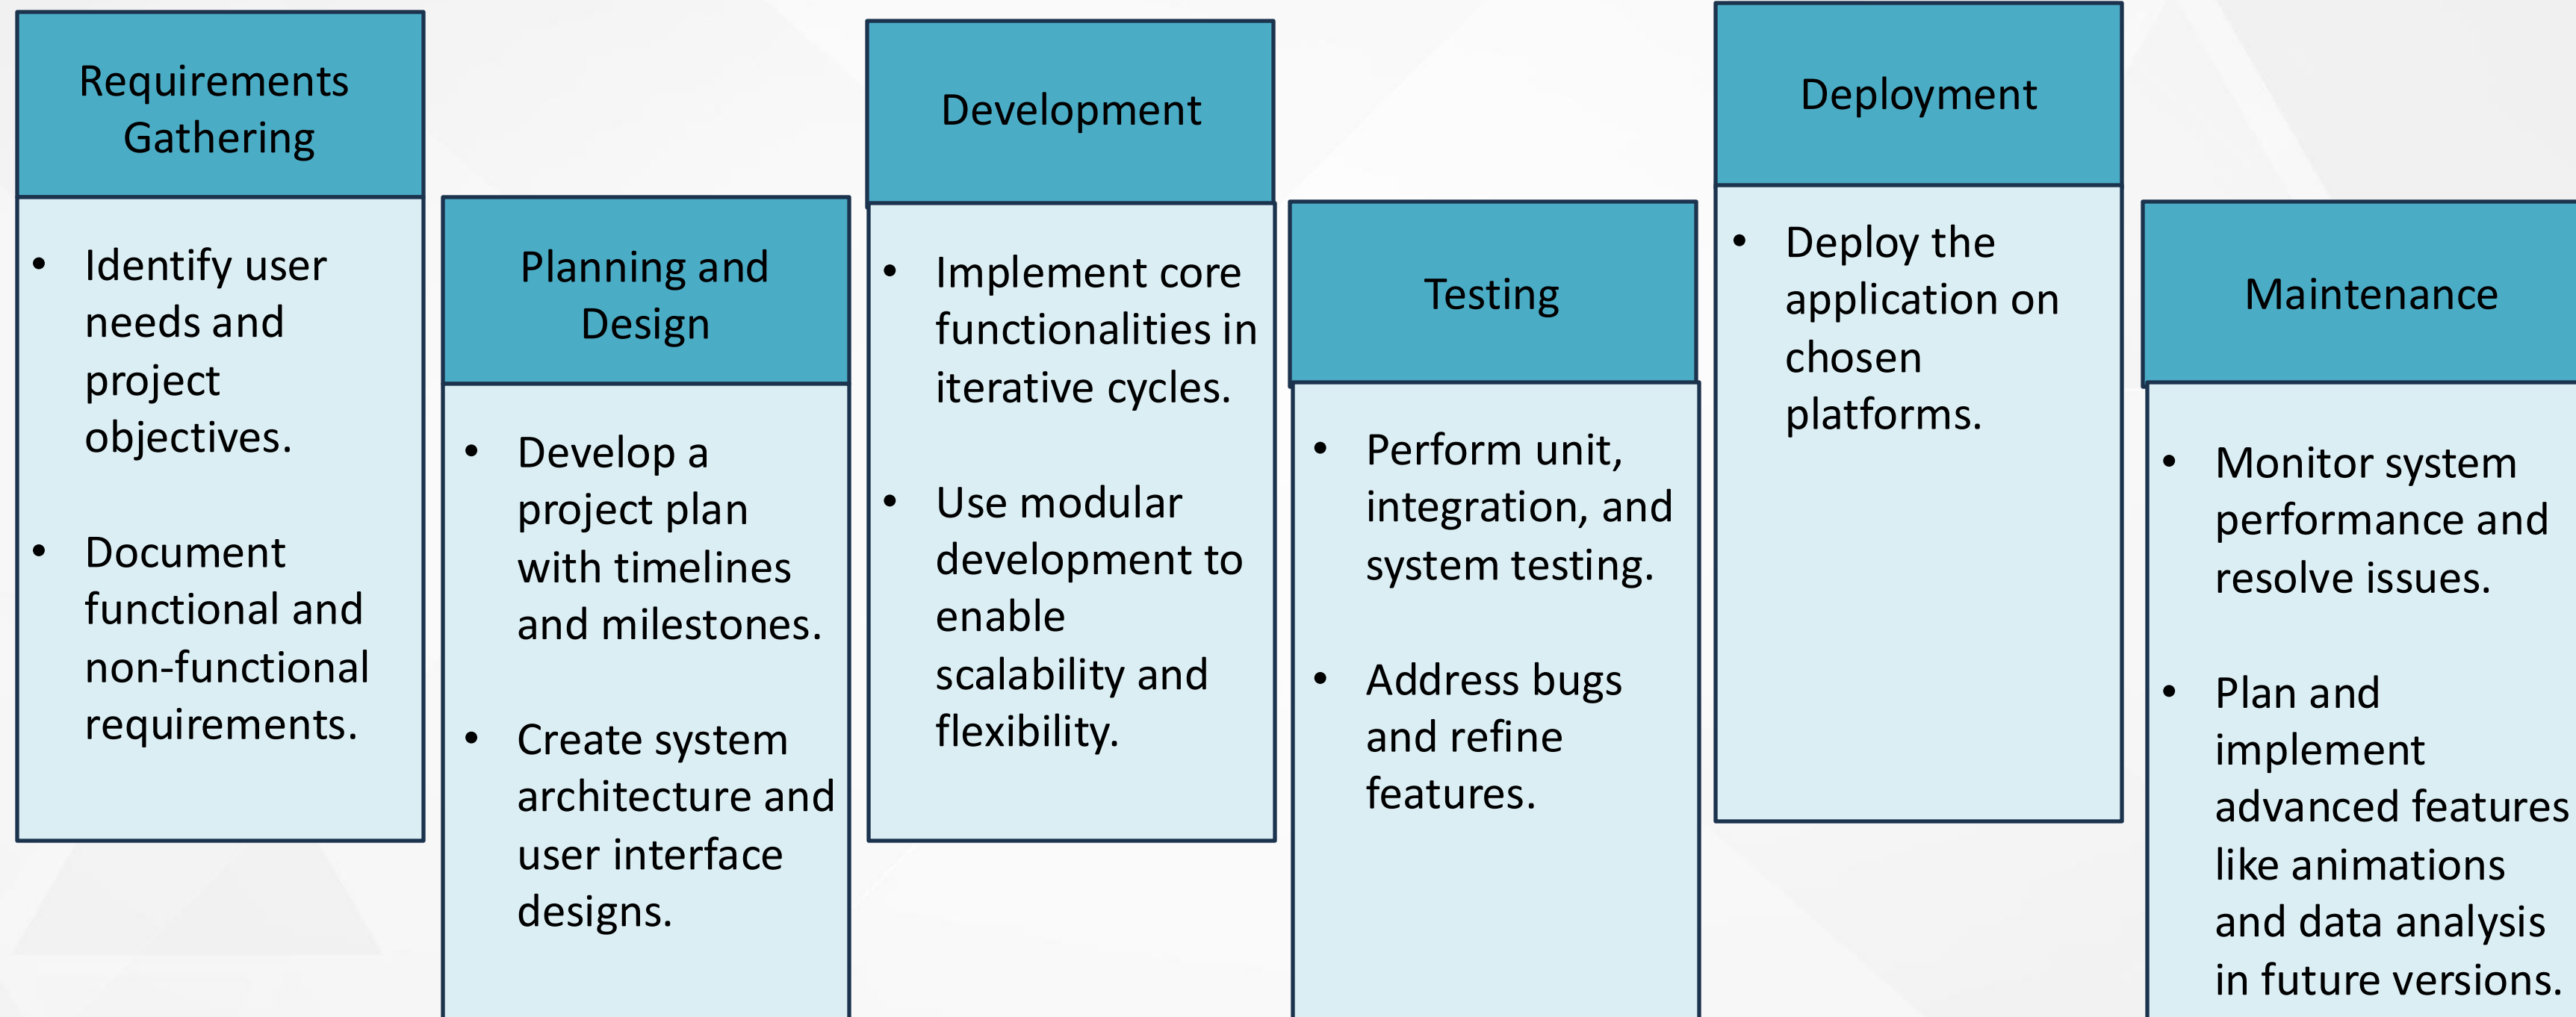 Requirements
Gathering
• Identify user
needs and
project
objectives.
• Document
functional and
non-functional
requirements.
Planning and
Design
• Develop a
project plan
with timelines
and milestones.
• Create system
architecture and
user interface
designs.
Development
• Implement core
functionalities in
iterative cycles.
• Use modular
development to
enable
scalability and
flexibility.
Testing
• Perform unit,
integration, and
system testing.
• Address bugs
and refine
features.
Deployment
• Deploy the
application on
chosen
platforms.
Maintenance
• Monitor system
performance and
resolve issues.
• Plan and
implement
advanced features
like animations
and data analysis
in future versions.